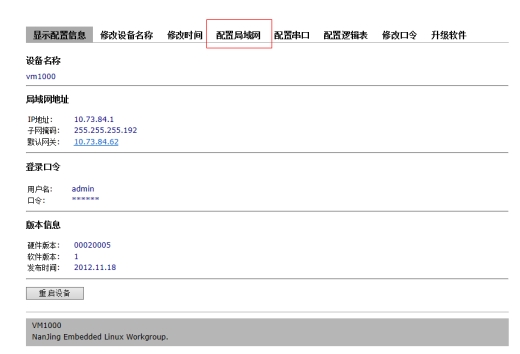 显示配置信息 修改设备名称 修改时间 配置局域网 配置串口 配置逻辑表 修改口令 升级软件
设备名称
vm1000
局域网地址
IP地址： 10.73.84.1
子网掩码： 255.255.255.192
默认网关： 10.73.84.62
登录口令
用户名： admin
口令： ******
版本信息
硬件版本： 00020005
软件版本： 1
发布时间： 2012.11.18
重启设备
VM1000
NanJing Embedded Linux Workgroup.